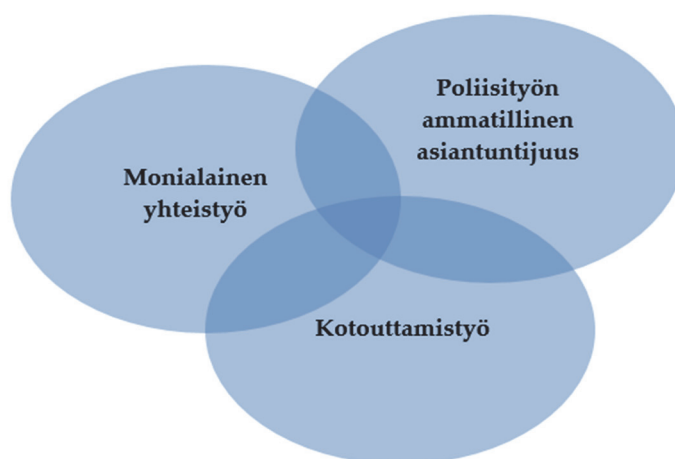 Poliisityön
ammatillinen
asiantuntijuus
Monialainen
yhteistyö
Kotouttamistyö